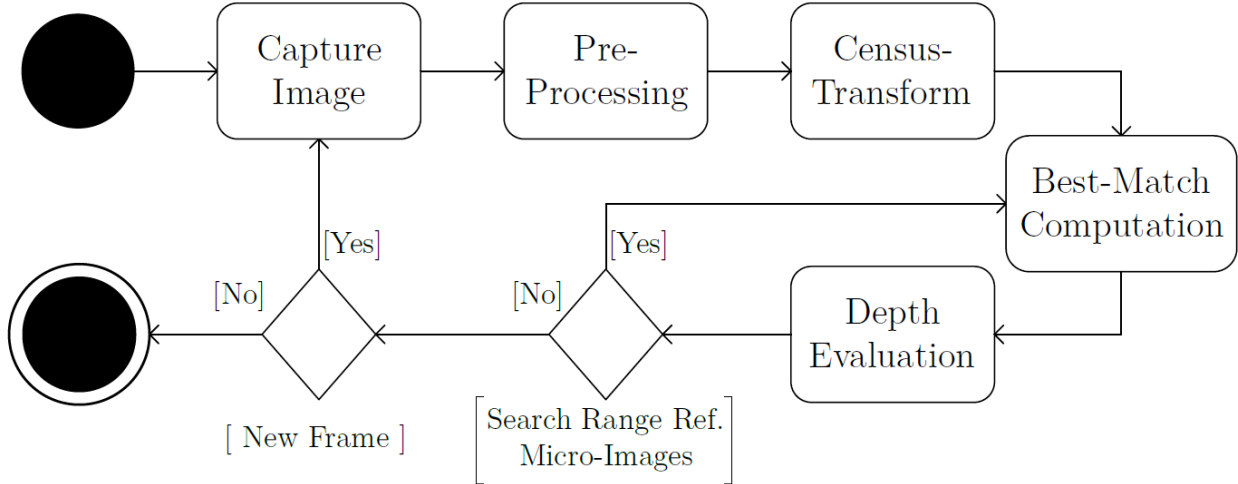 Capture
Image
Pre-
Processing
Census-
Transform
Best-Match
Computation
[Yes]
[Yes]
[No]
[No]
Depth
Evaluation
[ New Frame ]
[Search Range Ref.
Micro-Images]